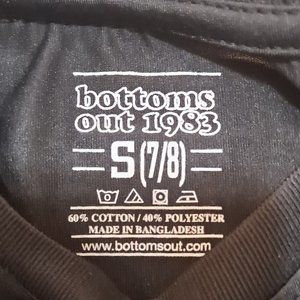 bottoms
out 1983
S (7/8)
60% COTTON / 40% POLYESTER
MADE IN BANGLADESH
www.bottomsout.com